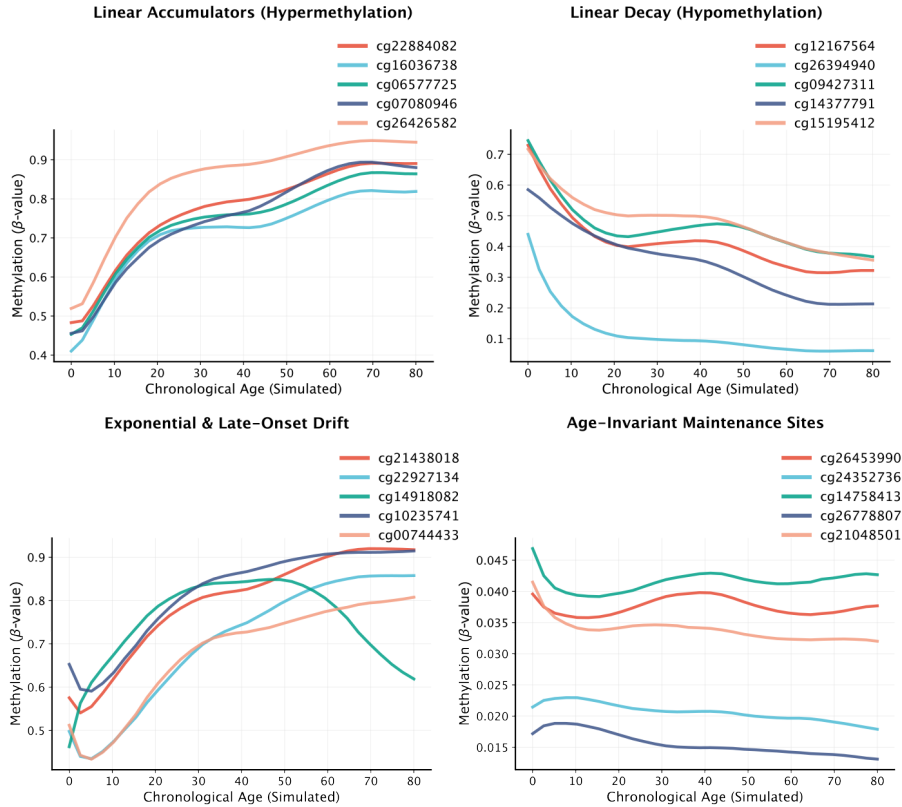 Linear Accumulators (Hypermethylation)
cg22884082
cg16036738
cg06577725
cg07080946
cg26426582
Methylation (β-value)
0.9
0.8
0.7
0.6
0.5
0.4
0 10 20 30 40 50 60 70 80
Chronological Age (Simulated)
Linear Decay (Hypomethylation)
cg12167564
cg26394940
cg09427311
cg14377791
cg15195412
Methylation (β-value)
0.7
0.6
0.5
0.4
0.3
0.2
0.1
0 10 20 30 40 50 60 70 80
Chronological Age (Simulated)
Exponential & Late-Onset Drift
cg21438018
cg22927134
cg14918082
cg10235741
cg00744433
Methylation (β-value)
0.9
0.8
0.7
0.6
0.5
0 10 20 30 40 50 60 70 80
Chronological Age (Simulated)
Age-Invariant Maintenance Sites
cg26453990
cg24352736
cg14758413
cg26778807
cg21048501
Methylation (β-value)
0.045
0.040
0.035
0.030
0.025
0.020
0.015
0 10 20 30 40 50 60 70 80
Chronological Age (Simulated)